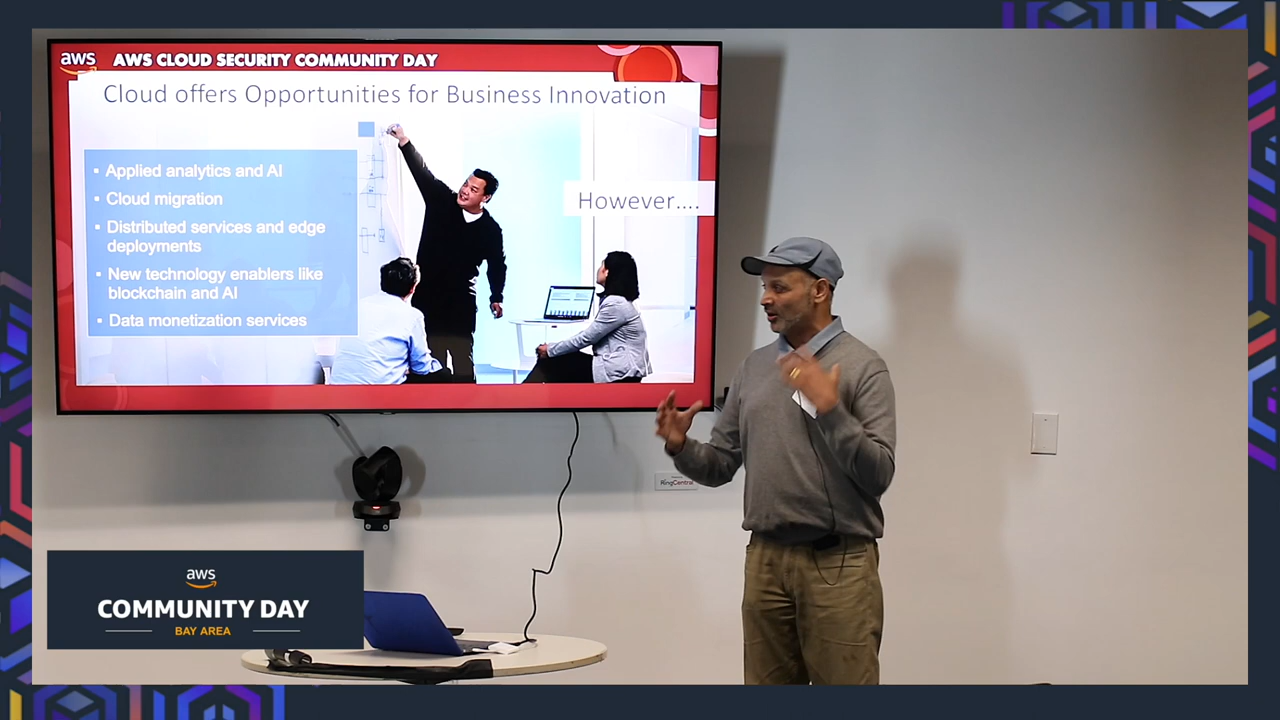 aws AWS CLOUD SECURITY COMMUNITY DAY
Cloud offers Opportunities for Business Innovation
▪ Applied analytics and AI
▪ Cloud migration
▪ Distributed services and edge
deployments
▪ New technology enablers like
blockchain and AI
▪ Data monetization services
However....
RingCentral
aws
COMMUNITY DAY
BAY AREA